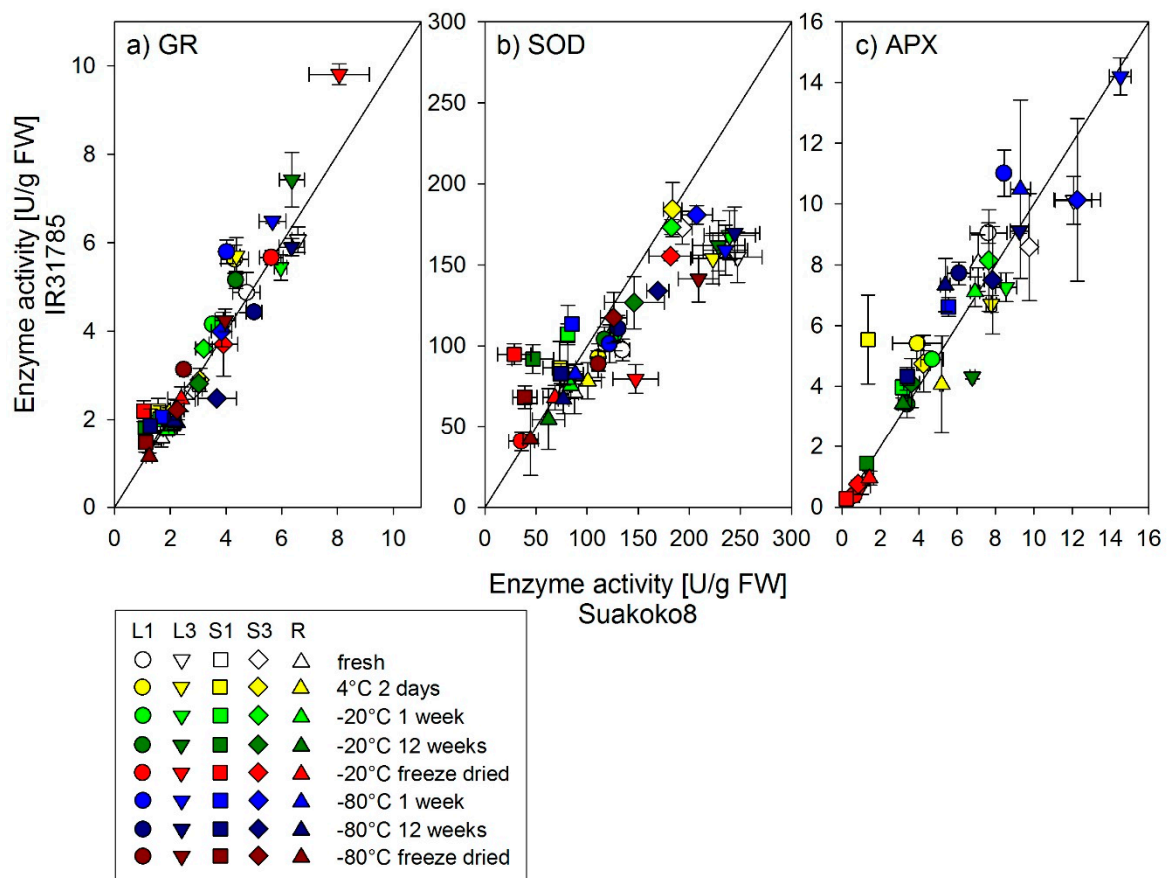 a) GR
b) SOD
c) APX
Enzyme activity [U/g FW]
IR31785
10
8
6
4
2
0
300
250
200
150
100
50
0
16
14
12
10
8
6
4
2
0
0 2 4 6 8 10
0 50 100 150 200 250 300
0 2 4 6 8 10 12 14 16
Enzyme activity [U/g FW]
Suakoko8
L1 L3 S1 S3 R
fresh
4°C 2 days
-20°C 1 week
-20°C 12 weeks
-20°C freeze dried
-80°C 1 week
-80°C 12 weeks
-80°C freeze dried